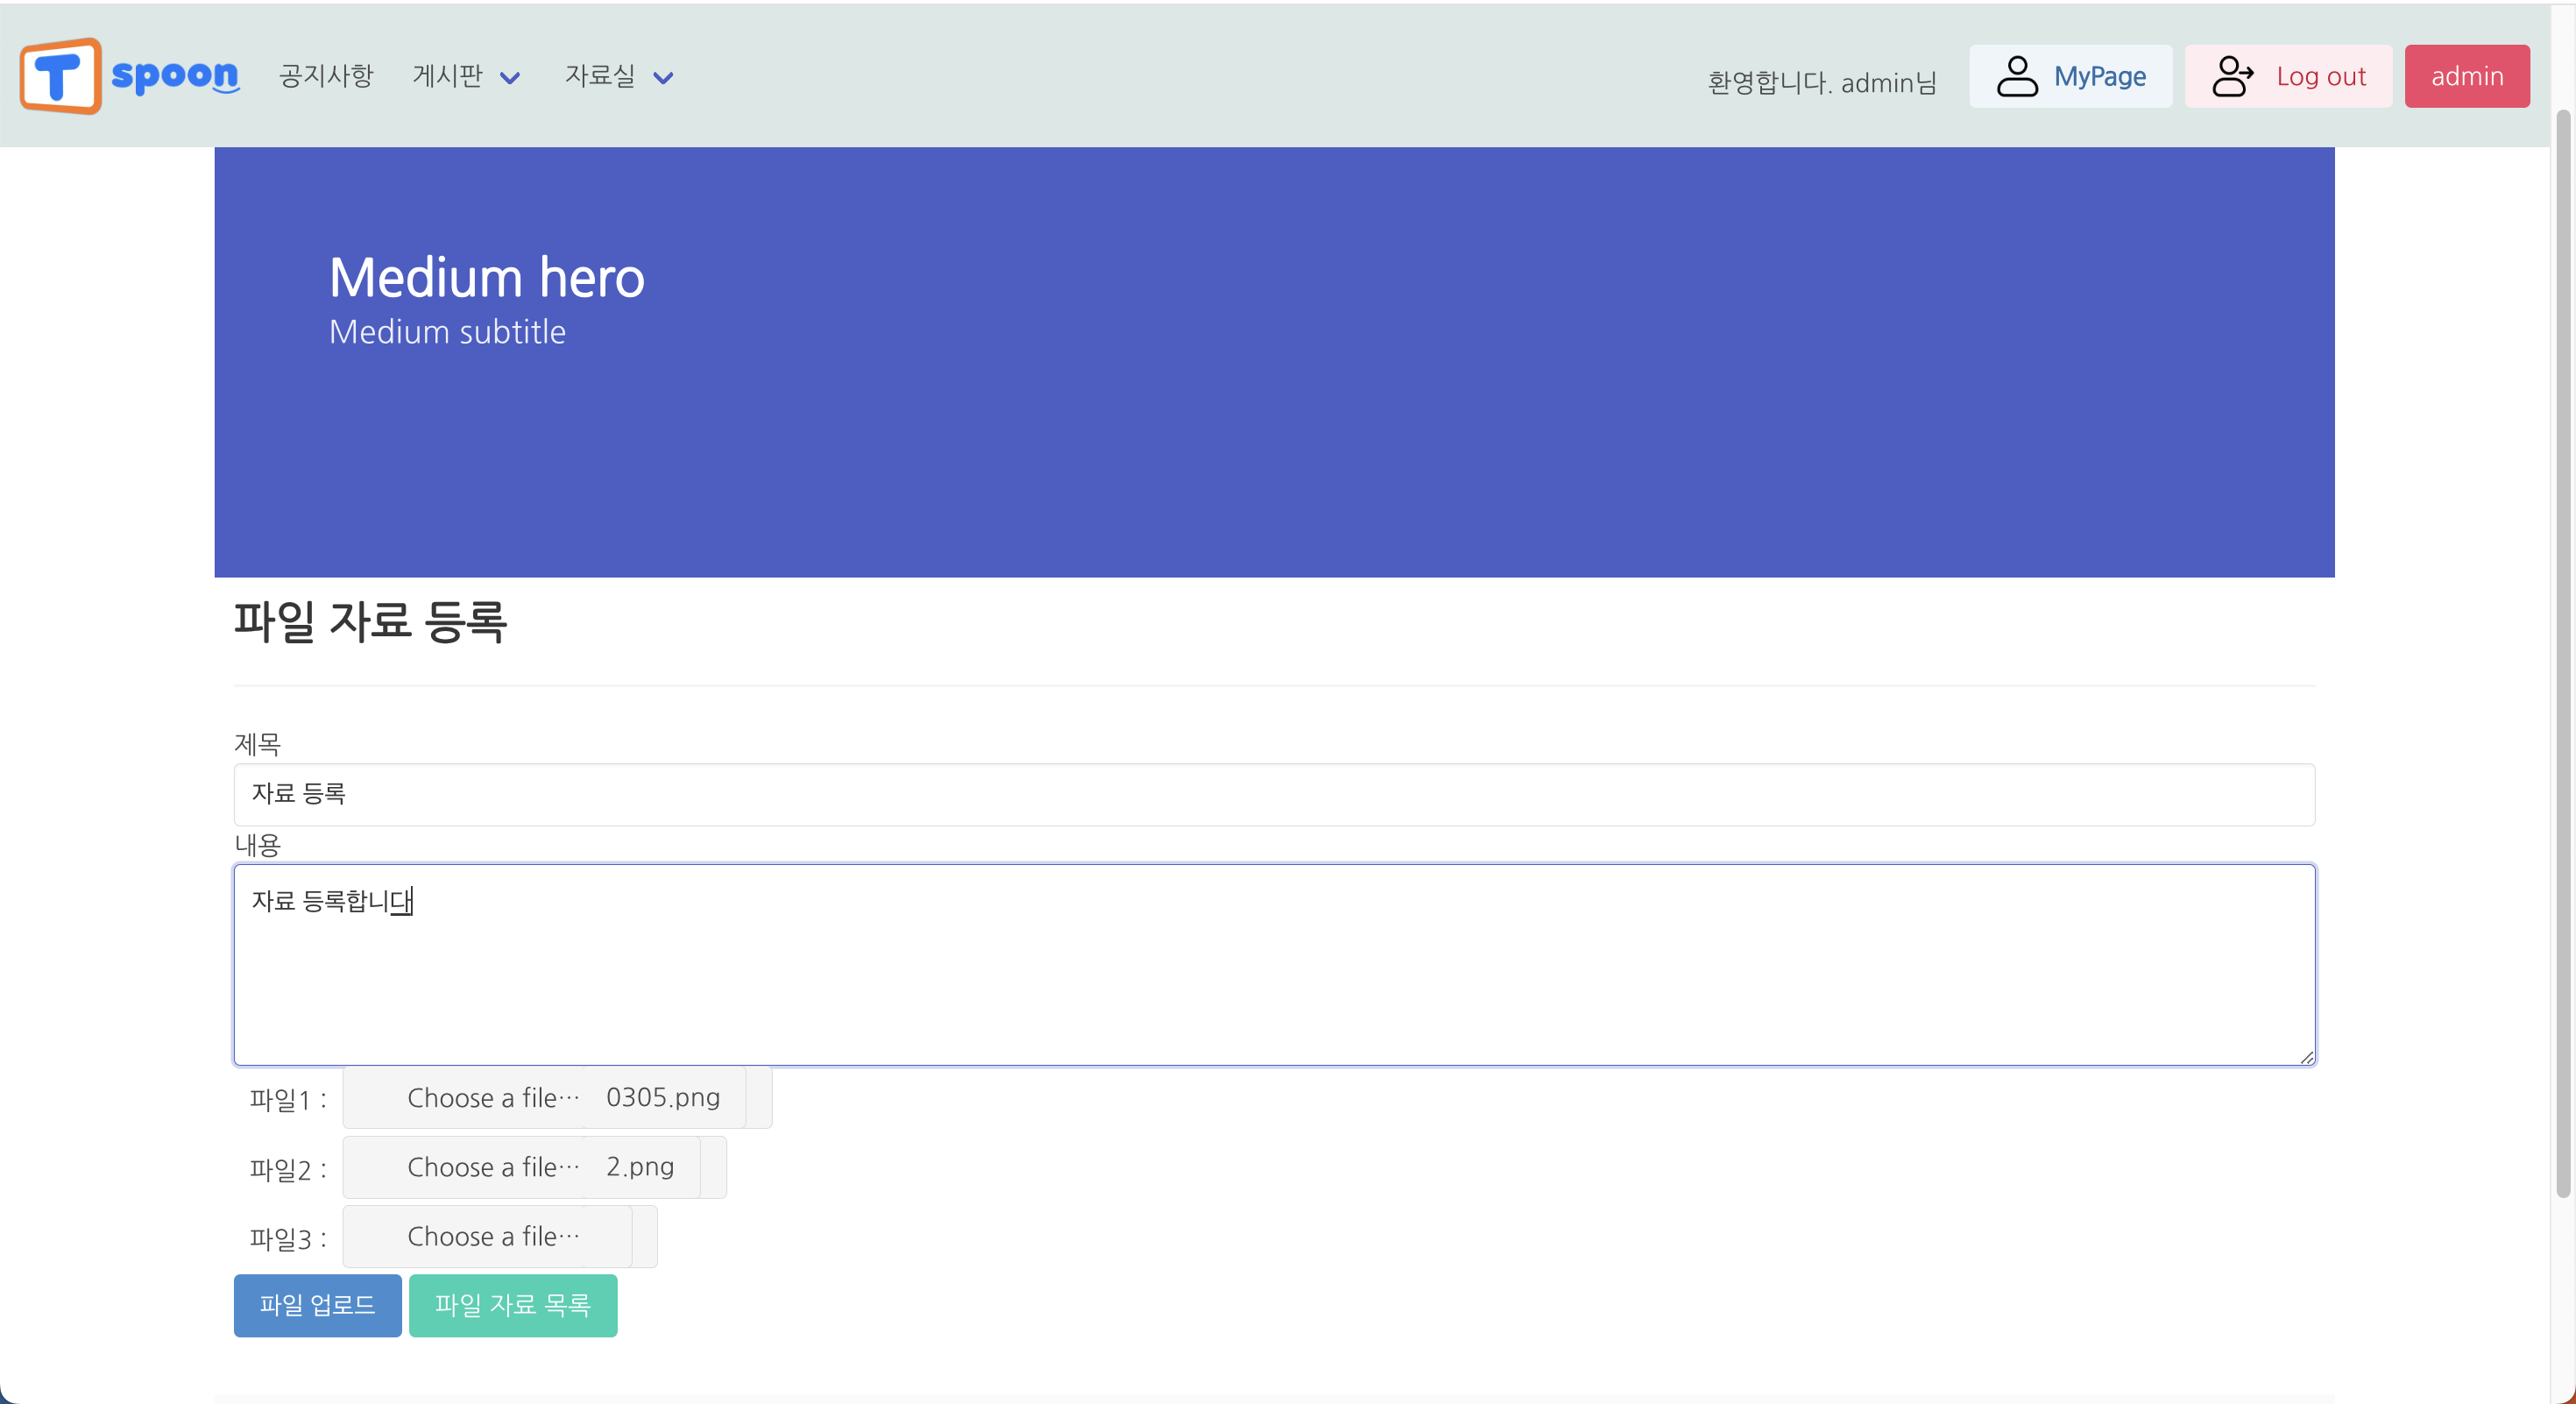 T spoon 공지사항 게시판 자료실 환영합니다. admin님 MyPage Log out admin
Medium hero
Medium subtitle
파일 자료 등록
제목
자료 등록
내용
자료 등록합니다
파일1 : Choose a file… 0305.png
파일2 : Choose a file… 2.png
파일3 : Choose a file…
파일 업로드 파일 자료 목록